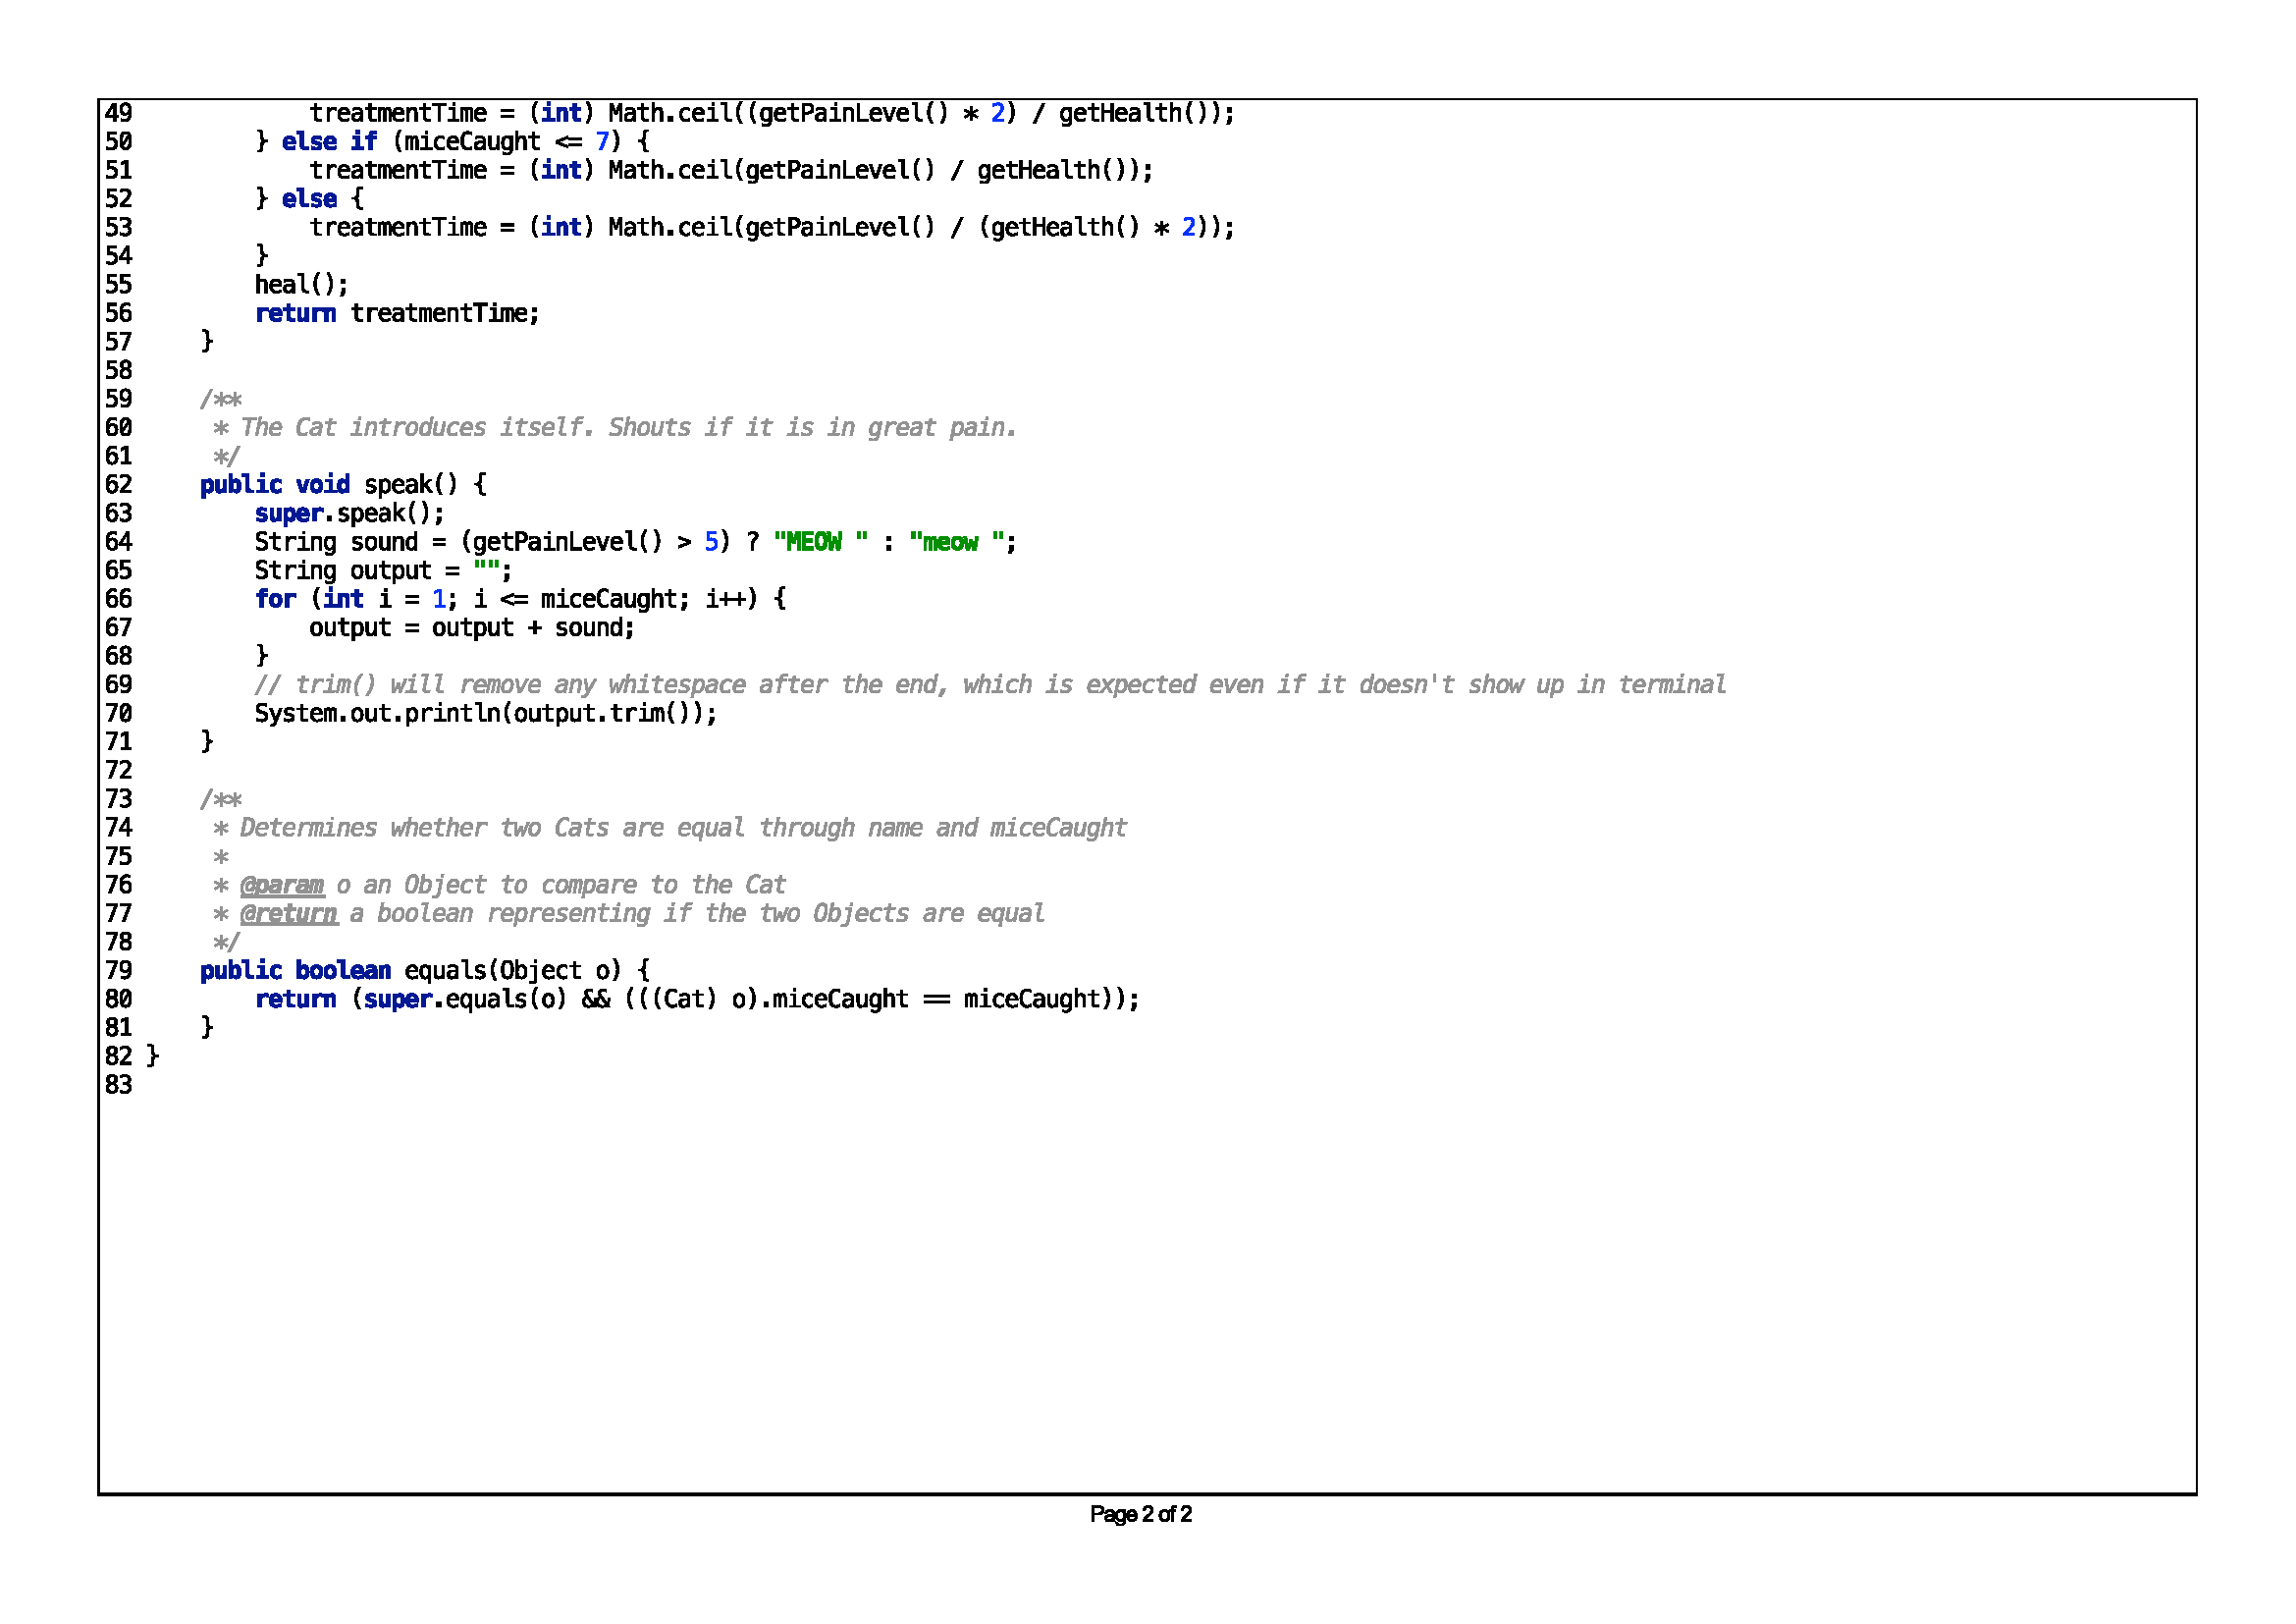 49             treatmentTime = (int) Math.ceil((getPainLevel() * 2) / getHealth());
50         } else if (miceCaught <= 7) {
51             treatmentTime = (int) Math.ceil(getPainLevel() / getHealth());
52         } else {
53             treatmentTime = (int) Math.ceil(getPainLevel() / (getHealth() * 2));
54         }
55         heal();
56         return treatmentTime;
57     }
58
59     /**
60      * The Cat introduces itself. Shouts if it is in great pain.
61      */
62     public void speak() {
63         super.speak();
64         String sound = (getPainLevel() > 5) ? "MEOW " : "meow ";
65         String output = "";
66         for (int i = 1; i <= miceCaught; i++) {
67             output = output + sound;
68         }
69         // trim() will remove any whitespace after the end, which is expected even if it doesn't show up in terminal
70         System.out.println(output.trim());
71     }
72
73     /**
74      * Determines whether two Cats are equal through name and miceCaught
75      *
76      * @param o an Object to compare to the Cat
77      * @return a boolean representing if the two Objects are equal
78      */
79     public boolean equals(Object o) {
80         return (super.equals(o) && (((Cat) o).miceCaught == miceCaught));
81     }
82 }
83
Page 2 of 2